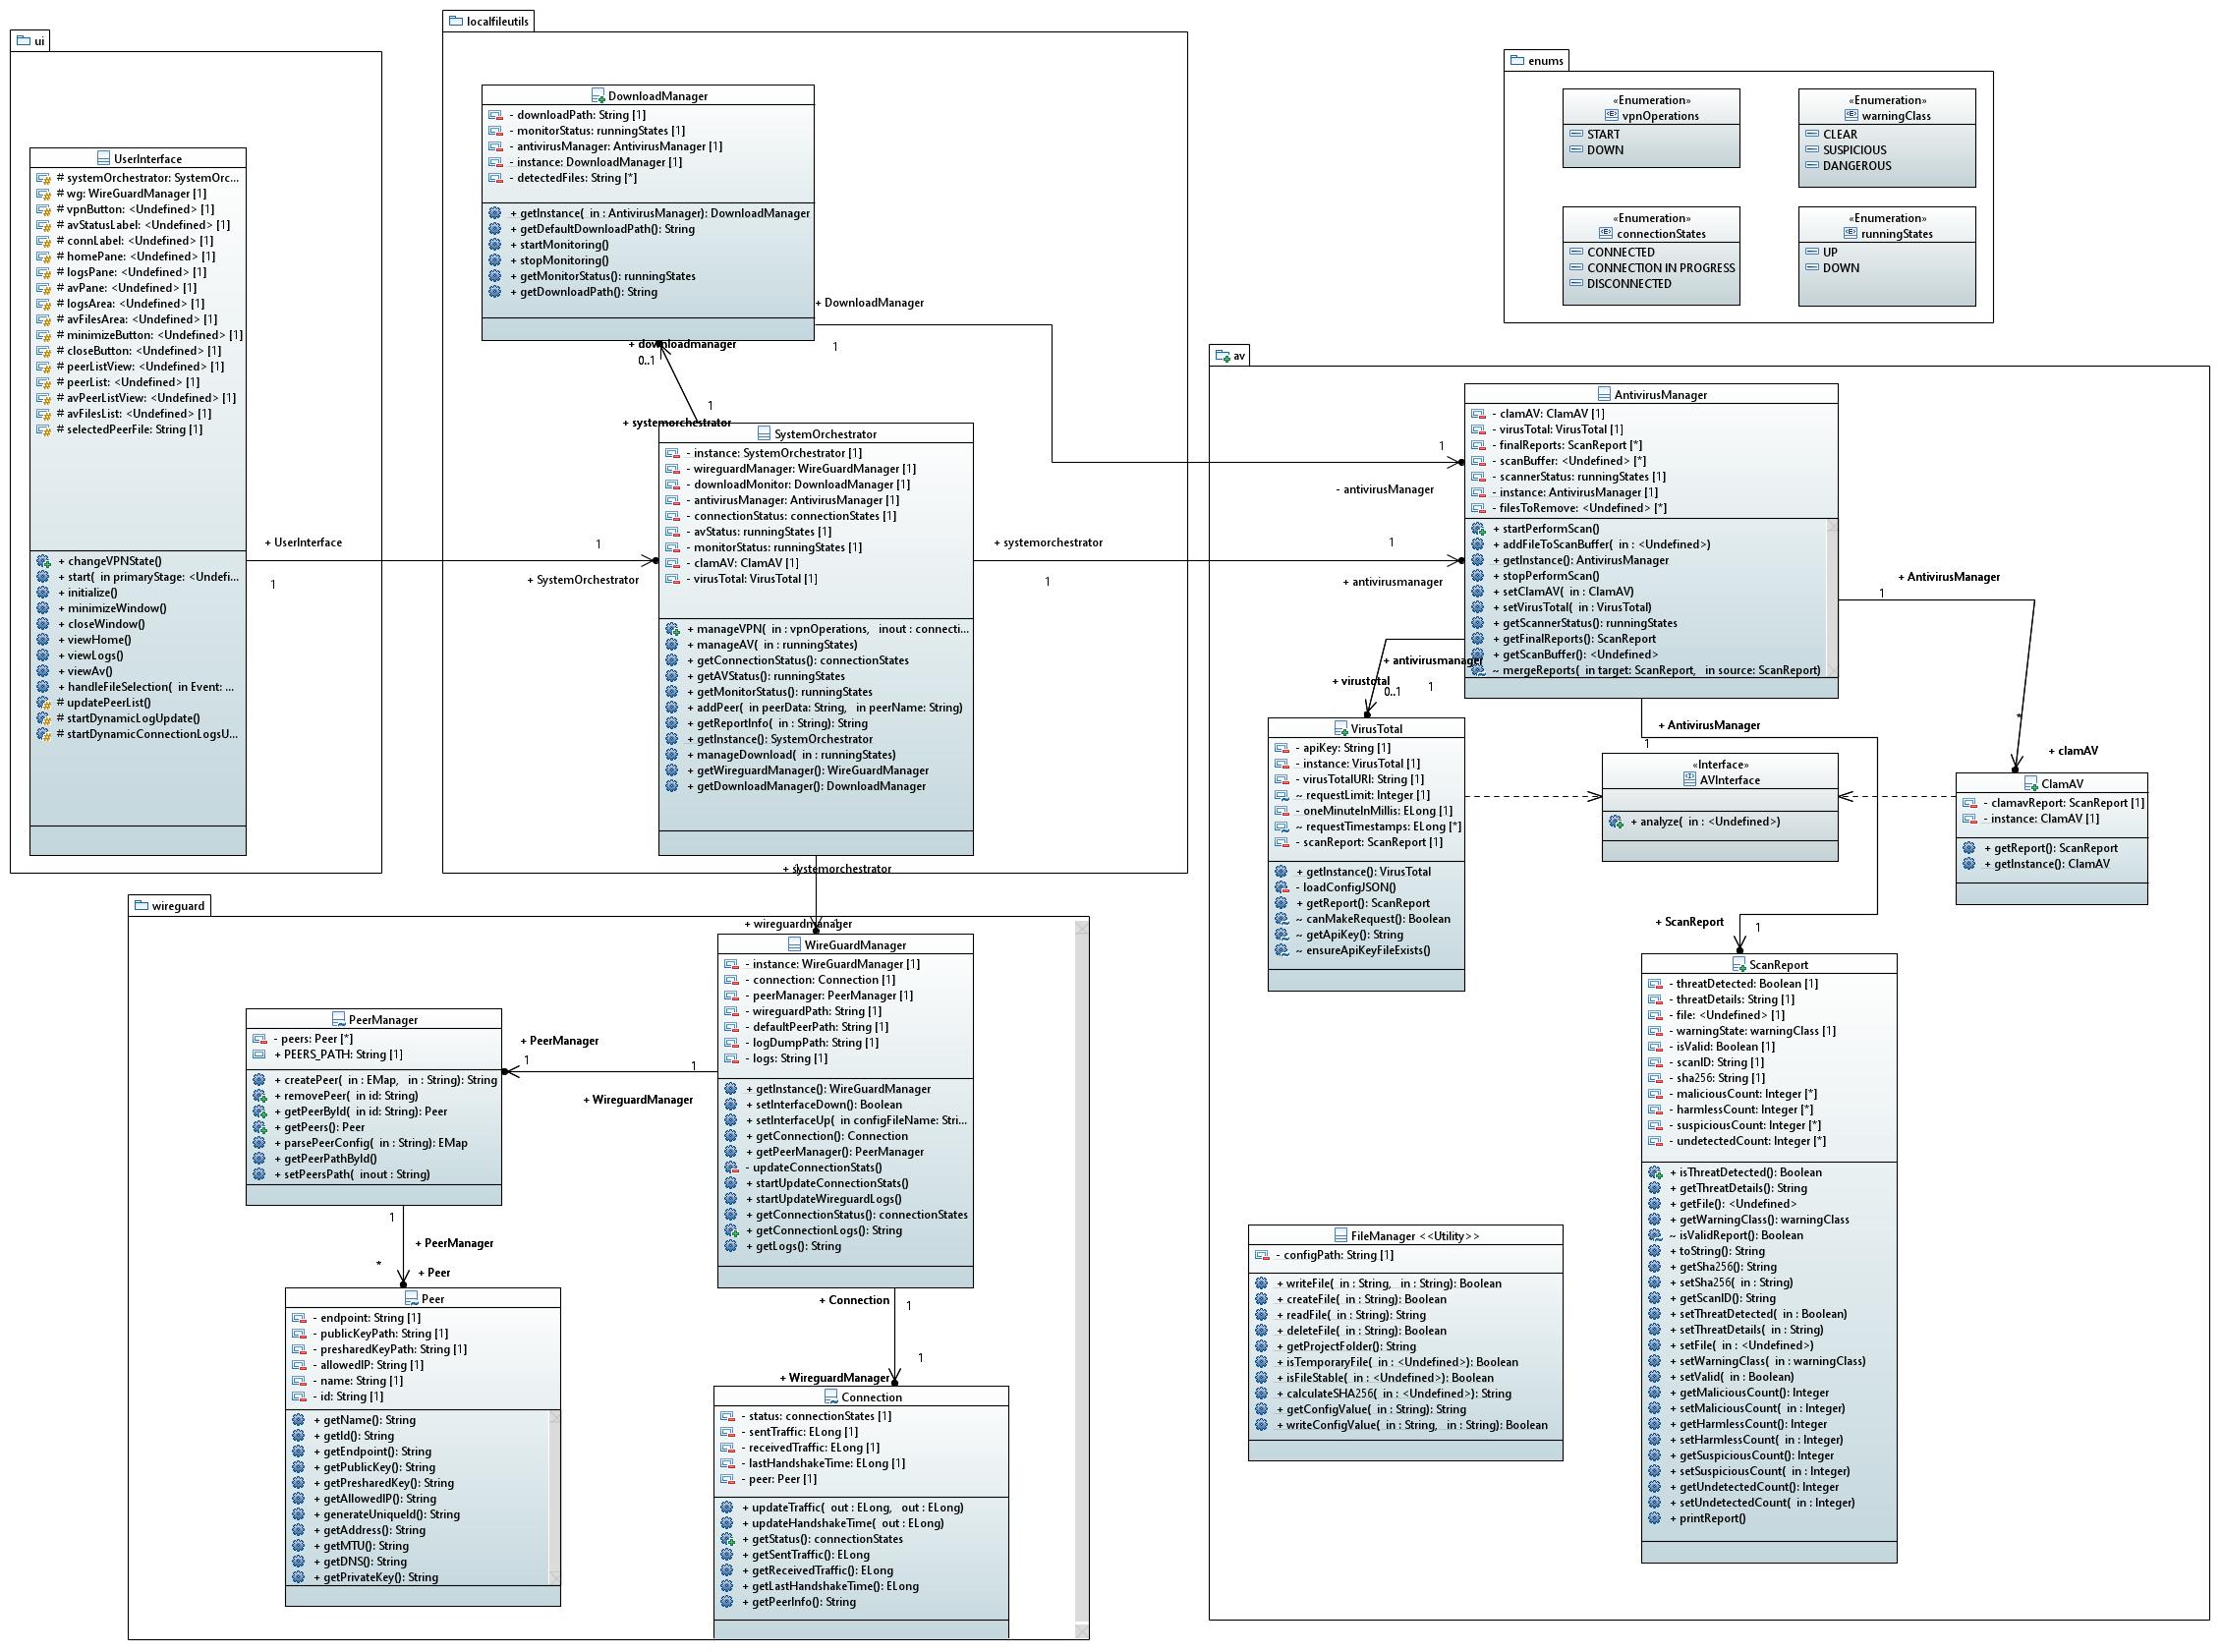 ui
UserInterface
# systemOrchestrator: SystemOrc...
# wg: WireGuardManager [1]
# vpnButton: <Undefined> [1]
# avStatusLabel: <Undefined> [1]
# connLabel: <Undefined> [1]
# homePane: <Undefined> [1]
# logsPane: <Undefined> [1]
# avPane: <Undefined> [1]
# logsArea: <Undefined> [1]
# avFilesArea: <Undefined> [1]
# minimizeButton: <Undefined> [1]
# closeButton: <Undefined> [1]
# peerListView: <Undefined> [1]
# peerList: <Undefined> [1]
# avPeerListView: <Undefined> [1]
# avFilesList: <Undefined> [1]
# selectedPeerFile: String [1]
+ changeVPNState()
+ start( in primaryStage: <Undefi...
+ initialize()
+ minimizeWindow()
+ closeWindow()
+ viewHome()
+ viewLogs()
+ viewAv()
+ handleFileSelection( in Event: ...
# updatePeerList()
# startDynamicLogUpdate()
# startDynamicConnectionLogsU...
+ UserInterface
1
1
+ SystemOrchestrator
localfileutils
DownloadManager
- downloadPath: String [1]
- monitorStatus: runningStates [1]
- antivirusManager: AntivirusManager [1]
- instance: DownloadManager [1]
- detectedFiles: String [*]
+ getInstance( in : AntivirusManager): DownloadManager
+ getDefaultDownloadPath(): String
+ startMonitoring()
+ stopMonitoring()
+ getMonitorStatus(): runningStates
+ getDownloadPath(): String
+ DownloadManager
1
+ downloadmanager
0..1
1
+ systemorchestrator
SystemOrchestrator
- instance: SystemOrchestrator [1]
- wireguardManager: WireGuardManager [1]
- downloadMonitor: DownloadManager [1]
- antivirusManager: AntivirusManager [1]
- connectionStatus: connectionStates [1]
- avStatus: runningStates [1]
- monitorStatus: runningStates [1]
- clamAV: ClamAV [1]
- virusTotal: VirusTotal [1]
+ manageVPN( in : vpnOperations, inout : connecti...
+ manageAV( in : runningStates)
+ getConnectionStatus(): connectionStates
+ getAVStatus(): runningStates
+ getMonitorStatus(): runningStates
+ addPeer( in peerData: String, in peerName: String)
+ getReportInfo( in : String): String
+ getInstance(): SystemOrchestrator
+ manageDownload( in : runningStates)
+ getWireguardManager(): WireGuardManager
+ getDownloadManager(): DownloadManager
+ systemorchestrator
1
1
+ antivirusmanager
1
- antivirusManager
1
+ systemorchestrator
+ wireguardmanager
1
enums
«Enumeration»
vpnOperations
START
DOWN
«Enumeration»
warningClass
CLEAR
SUSPICIOUS
DANGEROUS
«Enumeration»
connectionStates
CONNECTED
CONNECTION IN PROGRESS
DISCONNECTED
«Enumeration»
runningStates
UP
DOWN
av
AntivirusManager
- clamAV: ClamAV [1]
- virusTotal: VirusTotal [1]
- finalReports: ScanReport [*]
- scanBuffer: <Undefined> [*]
- scannerStatus: runningStates [1]
- instance: AntivirusManager [1]
- filesToRemove: <Undefined> [*]
+ startPerformScan()
+ addFileToScanBuffer( in : <Undefined>)
+ getInstance(): AntivirusManager
+ stopPerformScan()
+ setClamAV( in : ClamAV)
+ setVirusTotal( in : VirusTotal)
+ getScannerStatus(): runningStates
+ getFinalReports(): ScanReport
+ getScanBuffer(): <Undefined>
~ mergeReports( in target: ScanReport, in source: ScanReport)
+ AntivirusManager
1
*
+ clamAV
+ antivirusmanager
+ virustotal
0..1
1
+ AntivirusManager
1
VirusTotal
- apiKey: String [1]
- instance: VirusTotal [1]
- virusTotalURI: String [1]
~ requestLimit: Integer [1]
- oneMinuteInMillis: ELong [1]
~ requestTimestamps: ELong [*]
- scanReport: ScanReport [1]
+ getInstance(): VirusTotal
- loadConfigJSON()
+ getReport(): ScanReport
~ canMakeRequest(): Boolean
~ getApiKey(): String
~ ensureApiKeyFileExists()
«Interface»
AVInterface
+ analyze( in : <Undefined>)
ClamAV
- clamavReport: ScanReport [1]
- instance: ClamAV [1]
+ getReport(): ScanReport
+ getInstance(): ClamAV
+ ScanReport
1
ScanReport
- threatDetected: Boolean [1]
- threatDetails: String [1]
- file: <Undefined> [1]
- warningState: warningClass [1]
- isValid: Boolean [1]
- scanID: String [1]
- sha256: String [1]
- maliciousCount: Integer [*]
- harmlessCount: Integer [*]
- suspiciousCount: Integer [*]
- undetectedCount: Integer [*]
+ isThreatDetected(): Boolean
+ getThreatDetails(): String
+ getFile(): <Undefined>
+ getWarningClass(): warningClass
~ isValidReport(): Boolean
+ toString(): String
+ getSha256(): String
+ setSha256( in : String)
+ getScanID(): String
+ setThreatDetected( in : Boolean)
+ setThreatDetails( in : String)
+ setFile( in : <Undefined>)
+ setWarningClass( in : warningClass)
+ setValid( in : Boolean)
+ getMaliciousCount(): Integer
+ setMaliciousCount( in : Integer)
+ getHarmlessCount(): Integer
+ setHarmlessCount( in : Integer)
+ getSuspiciousCount(): Integer
+ setSuspiciousCount( in : Integer)
+ getUndetectedCount(): Integer
+ setUndetectedCount( in : Integer)
+ printReport()
FileManager <<Utility>>
- configPath: String [1]
+ writeFile( in : String, in : String): Boolean
+ createFile( in : String): Boolean
+ readFile( in : String): String
+ deleteFile( in : String): Boolean
+ getProjectFolder(): String
+ isTemporaryFile( in : <Undefined>): Boolean
+ isFileStable( in : <Undefined>): Boolean
+ calculateSHA256( in : <Undefined>): String
+ getConfigValue( in : String): String
+ writeConfigValue( in : String, in : String): Boolean
wireguard
WireGuardManager
- instance: WireGuardManager [1]
- connection: Connection [1]
- peerManager: PeerManager [1]
- wireguardPath: String [1]
- defaultPeerPath: String [1]
- logDumpPath: String [1]
- logs: String [1]
+ getInstance(): WireGuardManager
+ setInterfaceDown(): Boolean
+ setInterfaceUp( in configFileName: Stri...
+ getConnection(): Connection
+ getPeerManager(): PeerManager
- updateConnectionStats()
+ startUpdateConnectionStats()
+ startUpdateWireguardLogs()
+ getConnectionStatus(): connectionStates
+ getConnectionLogs(): String
+ getLogs(): String
+ PeerManager
1
1
+ WireguardManager
PeerManager
- peers: Peer [*]
+ PEERS_PATH: String [1]
+ createPeer( in : EMap, in : String): String
+ removePeer( in id: String)
+ getPeerById( in id: String): Peer
+ getPeers(): Peer
+ parsePeerConfig( in : String): EMap
+ getPeerPathById()
+ setPeersPath( inout : String)
1
+ PeerManager
*
+ Peer
Peer
- endpoint: String [1]
- publicKeyPath: String [1]
- presharedKeyPath: String [1]
- allowedIP: String [1]
- name: String [1]
- id: String [1]
+ getName(): String
+ getId(): String
+ getEndpoint(): String
+ getPublicKey(): String
+ getPresharedKey(): String
+ getAllowedIP(): String
+ generateUniqueId(): String
+ getAddress(): String
+ getMTU(): String
+ getDNS(): String
+ getPrivateKey(): String
+ Connection
1
1
+ WireguardManager
Connection
- status: connectionStates [1]
- sentTraffic: ELong [1]
- receivedTraffic: ELong [1]
- lastHandshakeTime: ELong [1]
- peer: Peer [1]
+ updateTraffic( out : ELong, out : ELong)
+ updateHandshakeTime( out : ELong)
+ getStatus(): connectionStates
+ getSentTraffic(): ELong
+ getReceivedTraffic(): ELong
+ getLastHandshakeTime(): ELong
+ getPeerInfo(): String